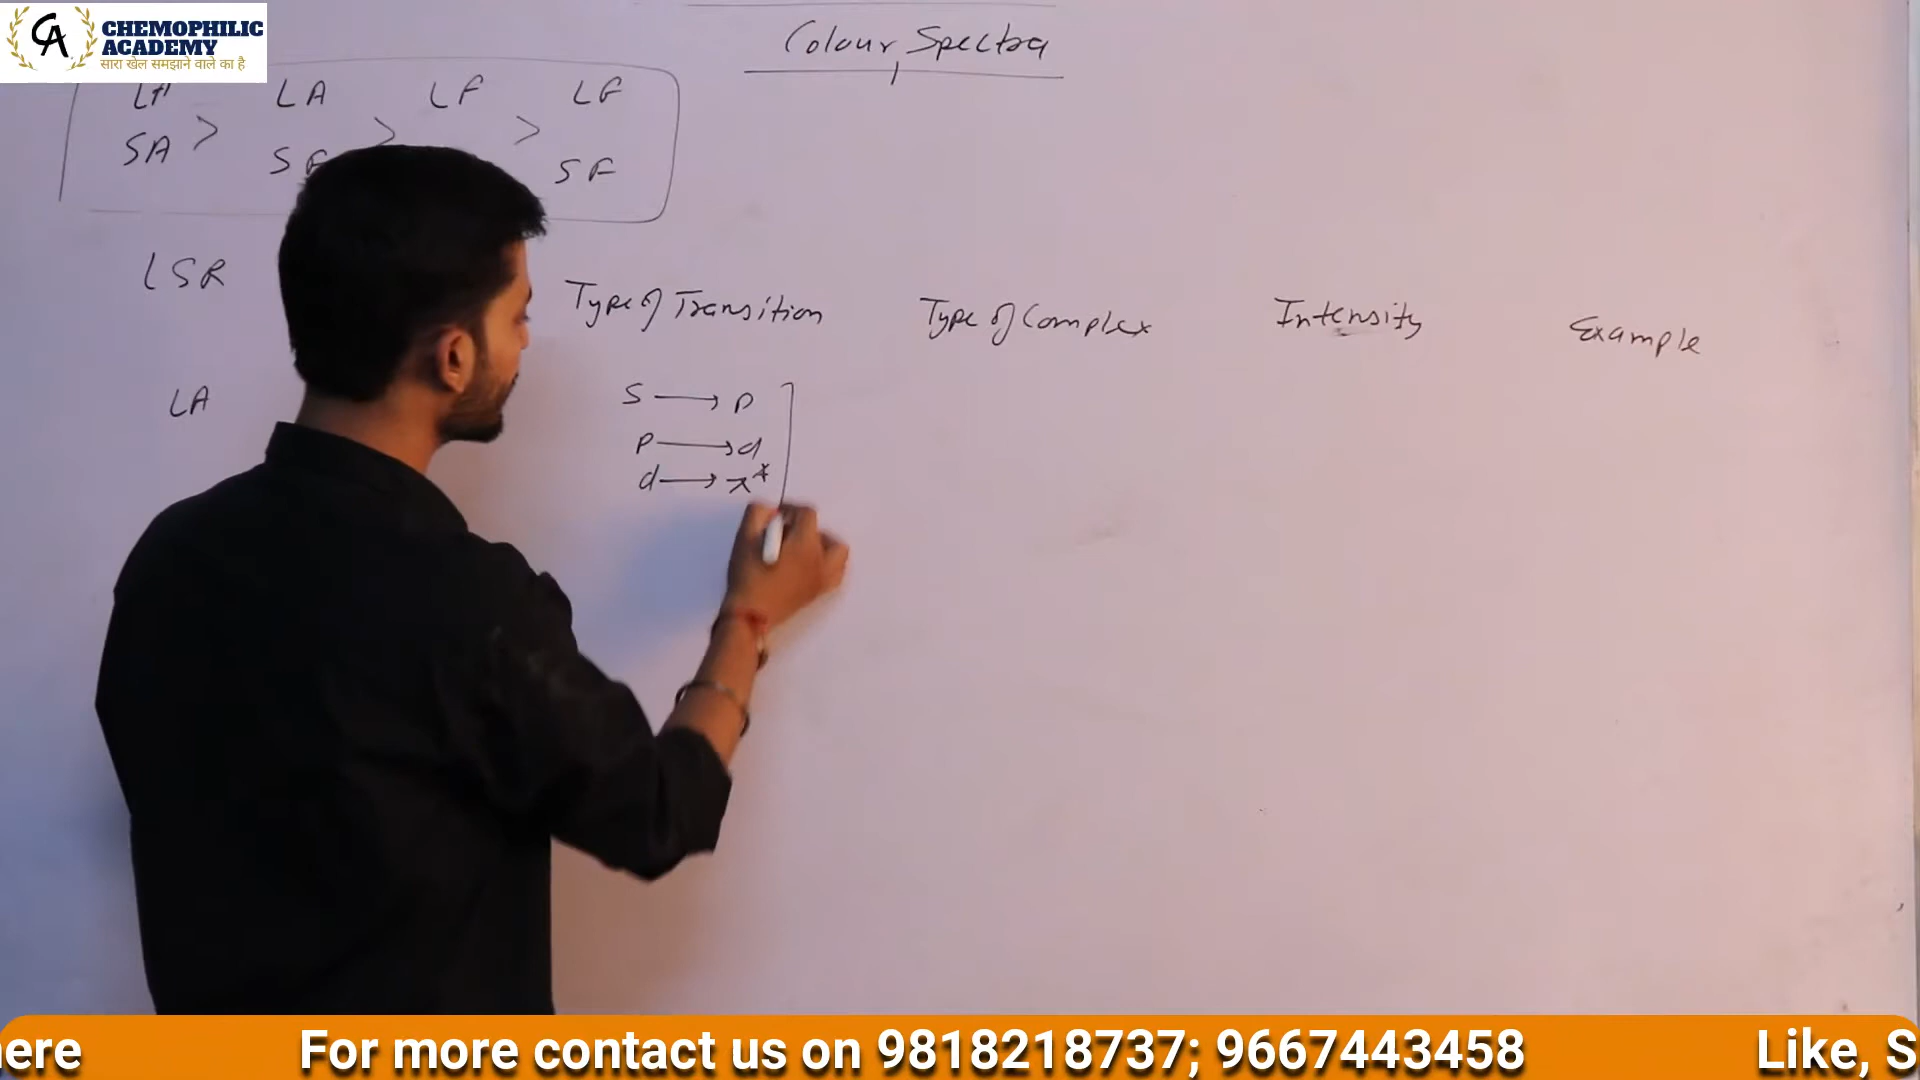 CHEMOPHILIC
ACADEMY
सारा खेल समझाने वाले का है
Colour Spectra
LA LA LF LF
> > >
SA S SF
LSR Type of Transition Type of Complex Intensity Example
LA S → P
P → d
d → π*
here For more contact us on 9818218737; 9667443458 Like, S